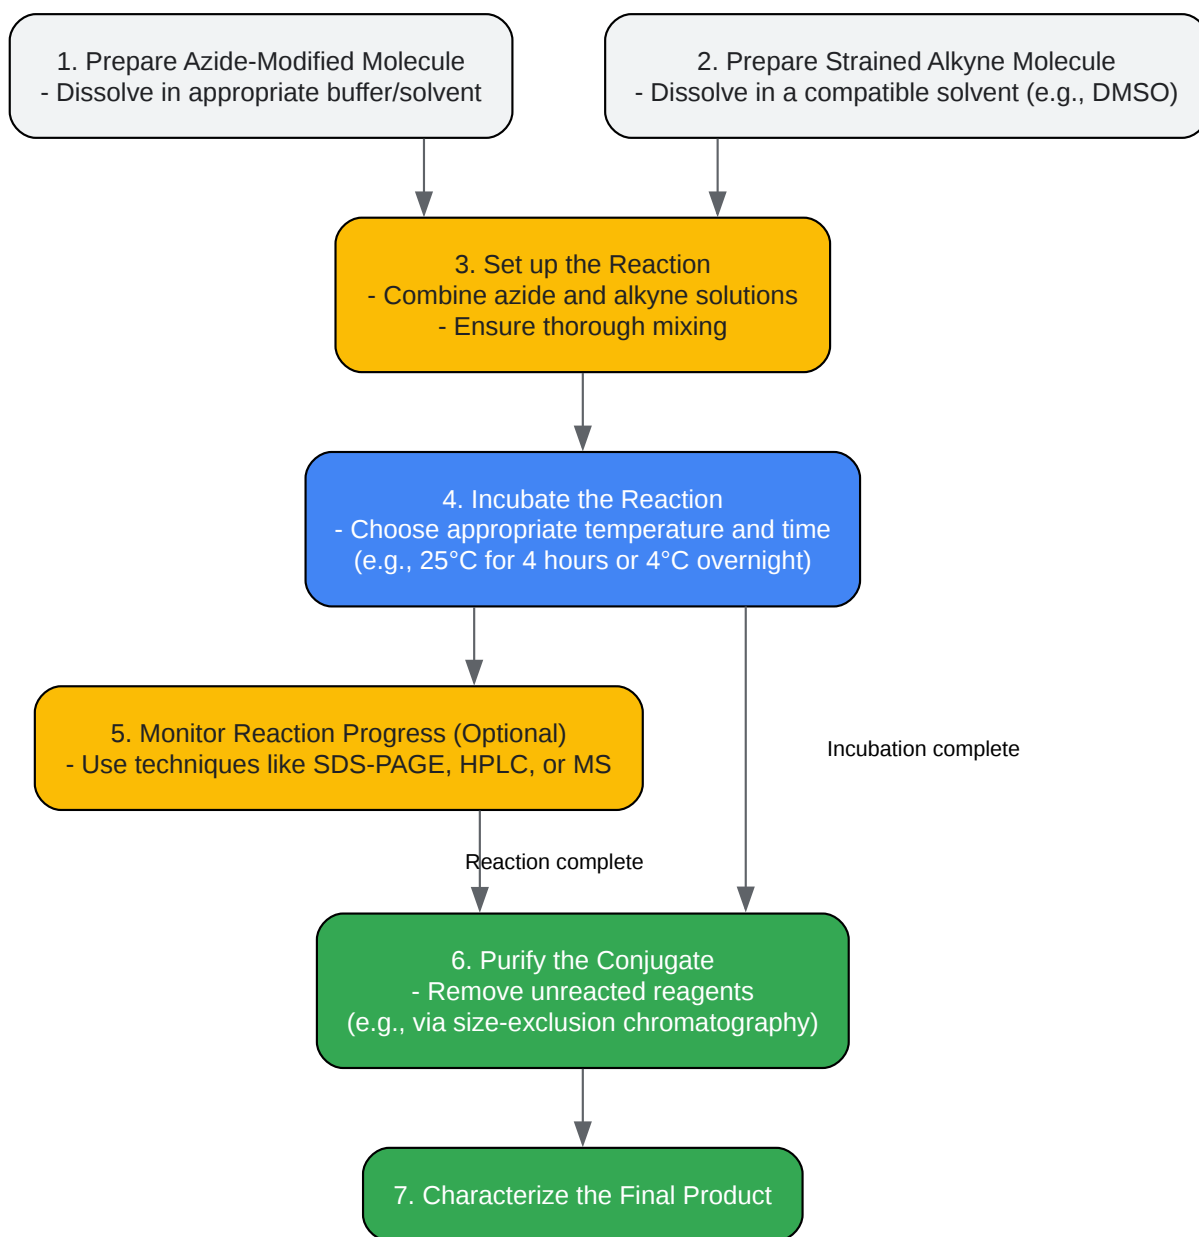 1. Prepare Azide-Modified Molecule
- Dissolve in appropriate buffer/solvent
2. Prepare Strained Alkyne Molecule
- Dissolve in a compatible solvent (e.g., DMSO)
3. Set up the Reaction
- Combine azide and alkyne solutions
- Ensure thorough mixing
4. Incubate the Reaction
- Choose appropriate temperature and time
(e.g., 25°C for 4 hours or 4°C overnight)
5. Monitor Reaction Progress (Optional)
- Use techniques like SDS-PAGE, HPLC, or MS
Incubation complete
Reaction complete
6. Purify the Conjugate
- Remove unreacted reagents
(e.g., via size-exclusion chromatography)
7. Characterize the Final Product